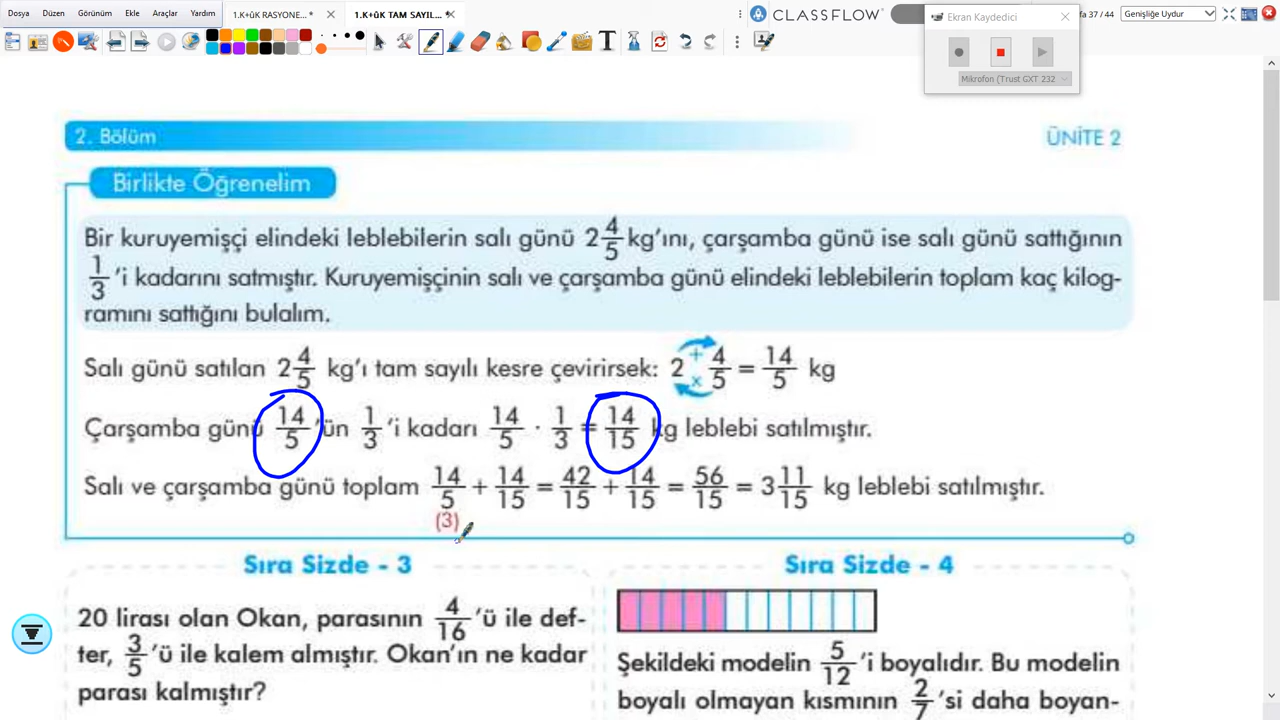 Dosya Düzen Görünüm Ekle Araçlar Yardım
1.K+ûK RASYONE... *
1.K+ûK TAM SAYIL...
CLASSFLOW
fa 37 / 44
Genişliğe Uydur
Ekran Kaydedici
Mikrofon (Trust GXT 232
2. Bölüm
ÜNİTE 2
Birlikte Öğrenelim
Bir kuruyemişçi elindeki leblebilerin salı günü 2 4/5 kg'ını, çarşamba günü ise salı günü sattığının
1/3 'i kadarını satmıştır. Kuruyemişçinin salı ve çarşamba günü elindeki leblebilerin toplam kaç kilog-
ramını sattığını bulalım.
Salı günü satılan 2 4/5 kg'ı tam sayılı kesre çevirirsek: 2 + x 4/5 = 14/5 kg
Çarşamba günü 14/5 'ün 1/3 'i kadarı 14/5 · 1/3 = 14/15 kg leblebi satılmıştır.
Salı ve çarşamba günü toplam 14/5 + 14/15 = 42/15 + 14/15 = 56/15 = 3 11/15 kg leblebi satılmıştır.
(3)
Sıra Sizde - 3
20 lirası olan Okan, parasının 4/16 'ü ile def-
ter, 3/5 'ü ile kalem almıştır. Okan'ın ne kadar
parası kalmıştır?
Sıra Sizde - 4
Şekildeki modelin 5/12 'i boyalıdır. Bu modelin
boyalı olmayan kısmının 2/7 'si daha boyan-